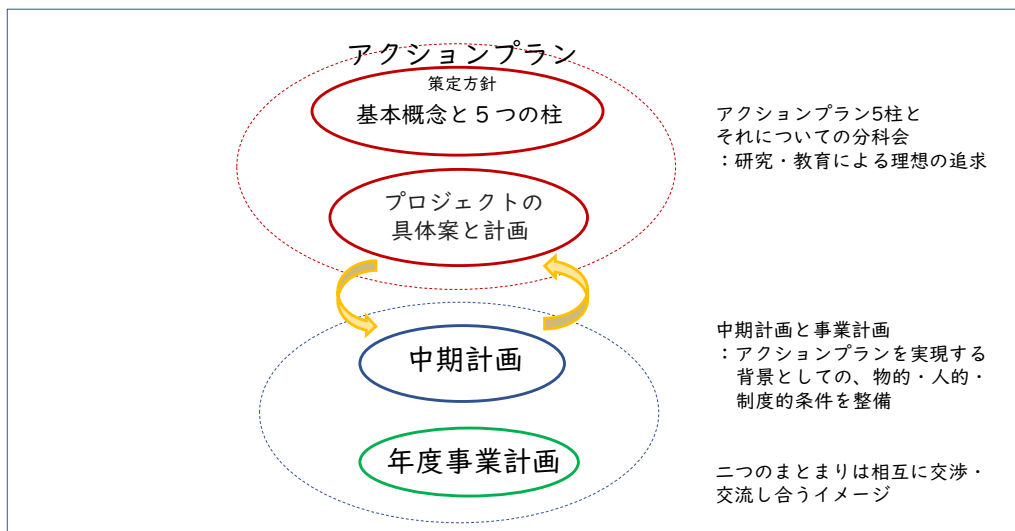 アクションプラン
策定方針
基本概念と５つの柱
プロジェクトの
具体案と計画
中期計画
年度事業計画
アクションプラン5柱と
それについての分科会
：研究・教育による理想の追求
中期計画と事業計画
：アクションプランを実現する
背景としての、物的・人的・
制度的条件を整備
二つのまとまりは相互に交渉・
交流し合うイメージ